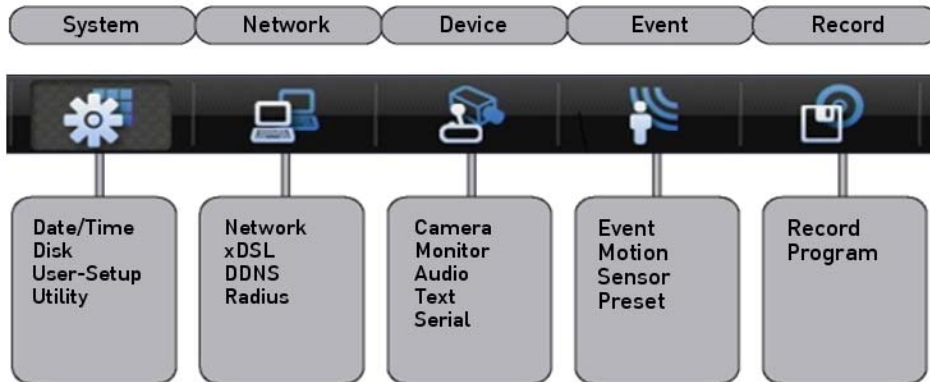 System Network Device Event Record
Date/Time
Disk
User-Setup
Utility
Network
xDSL
DDNS
Radius
Camera
Monitor
Audio
Text
Serial
Event
Motion
Sensor
Preset
Record
Program